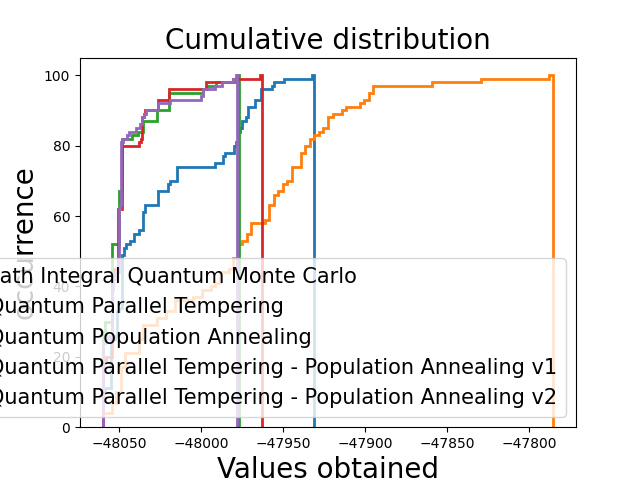 Cumulative distribution
100
80
60
40
20
0
occurrence
ath Integral Quantum Monte Carlo
Quantum Parallel Tempering
Quantum Population Annealing
Quantum Parallel Tempering - Population Annealing v1
Quantum Parallel Tempering - Population Annealing v2
−48050 −48000 −47950 −47900 −47850 −47800
Values obtained